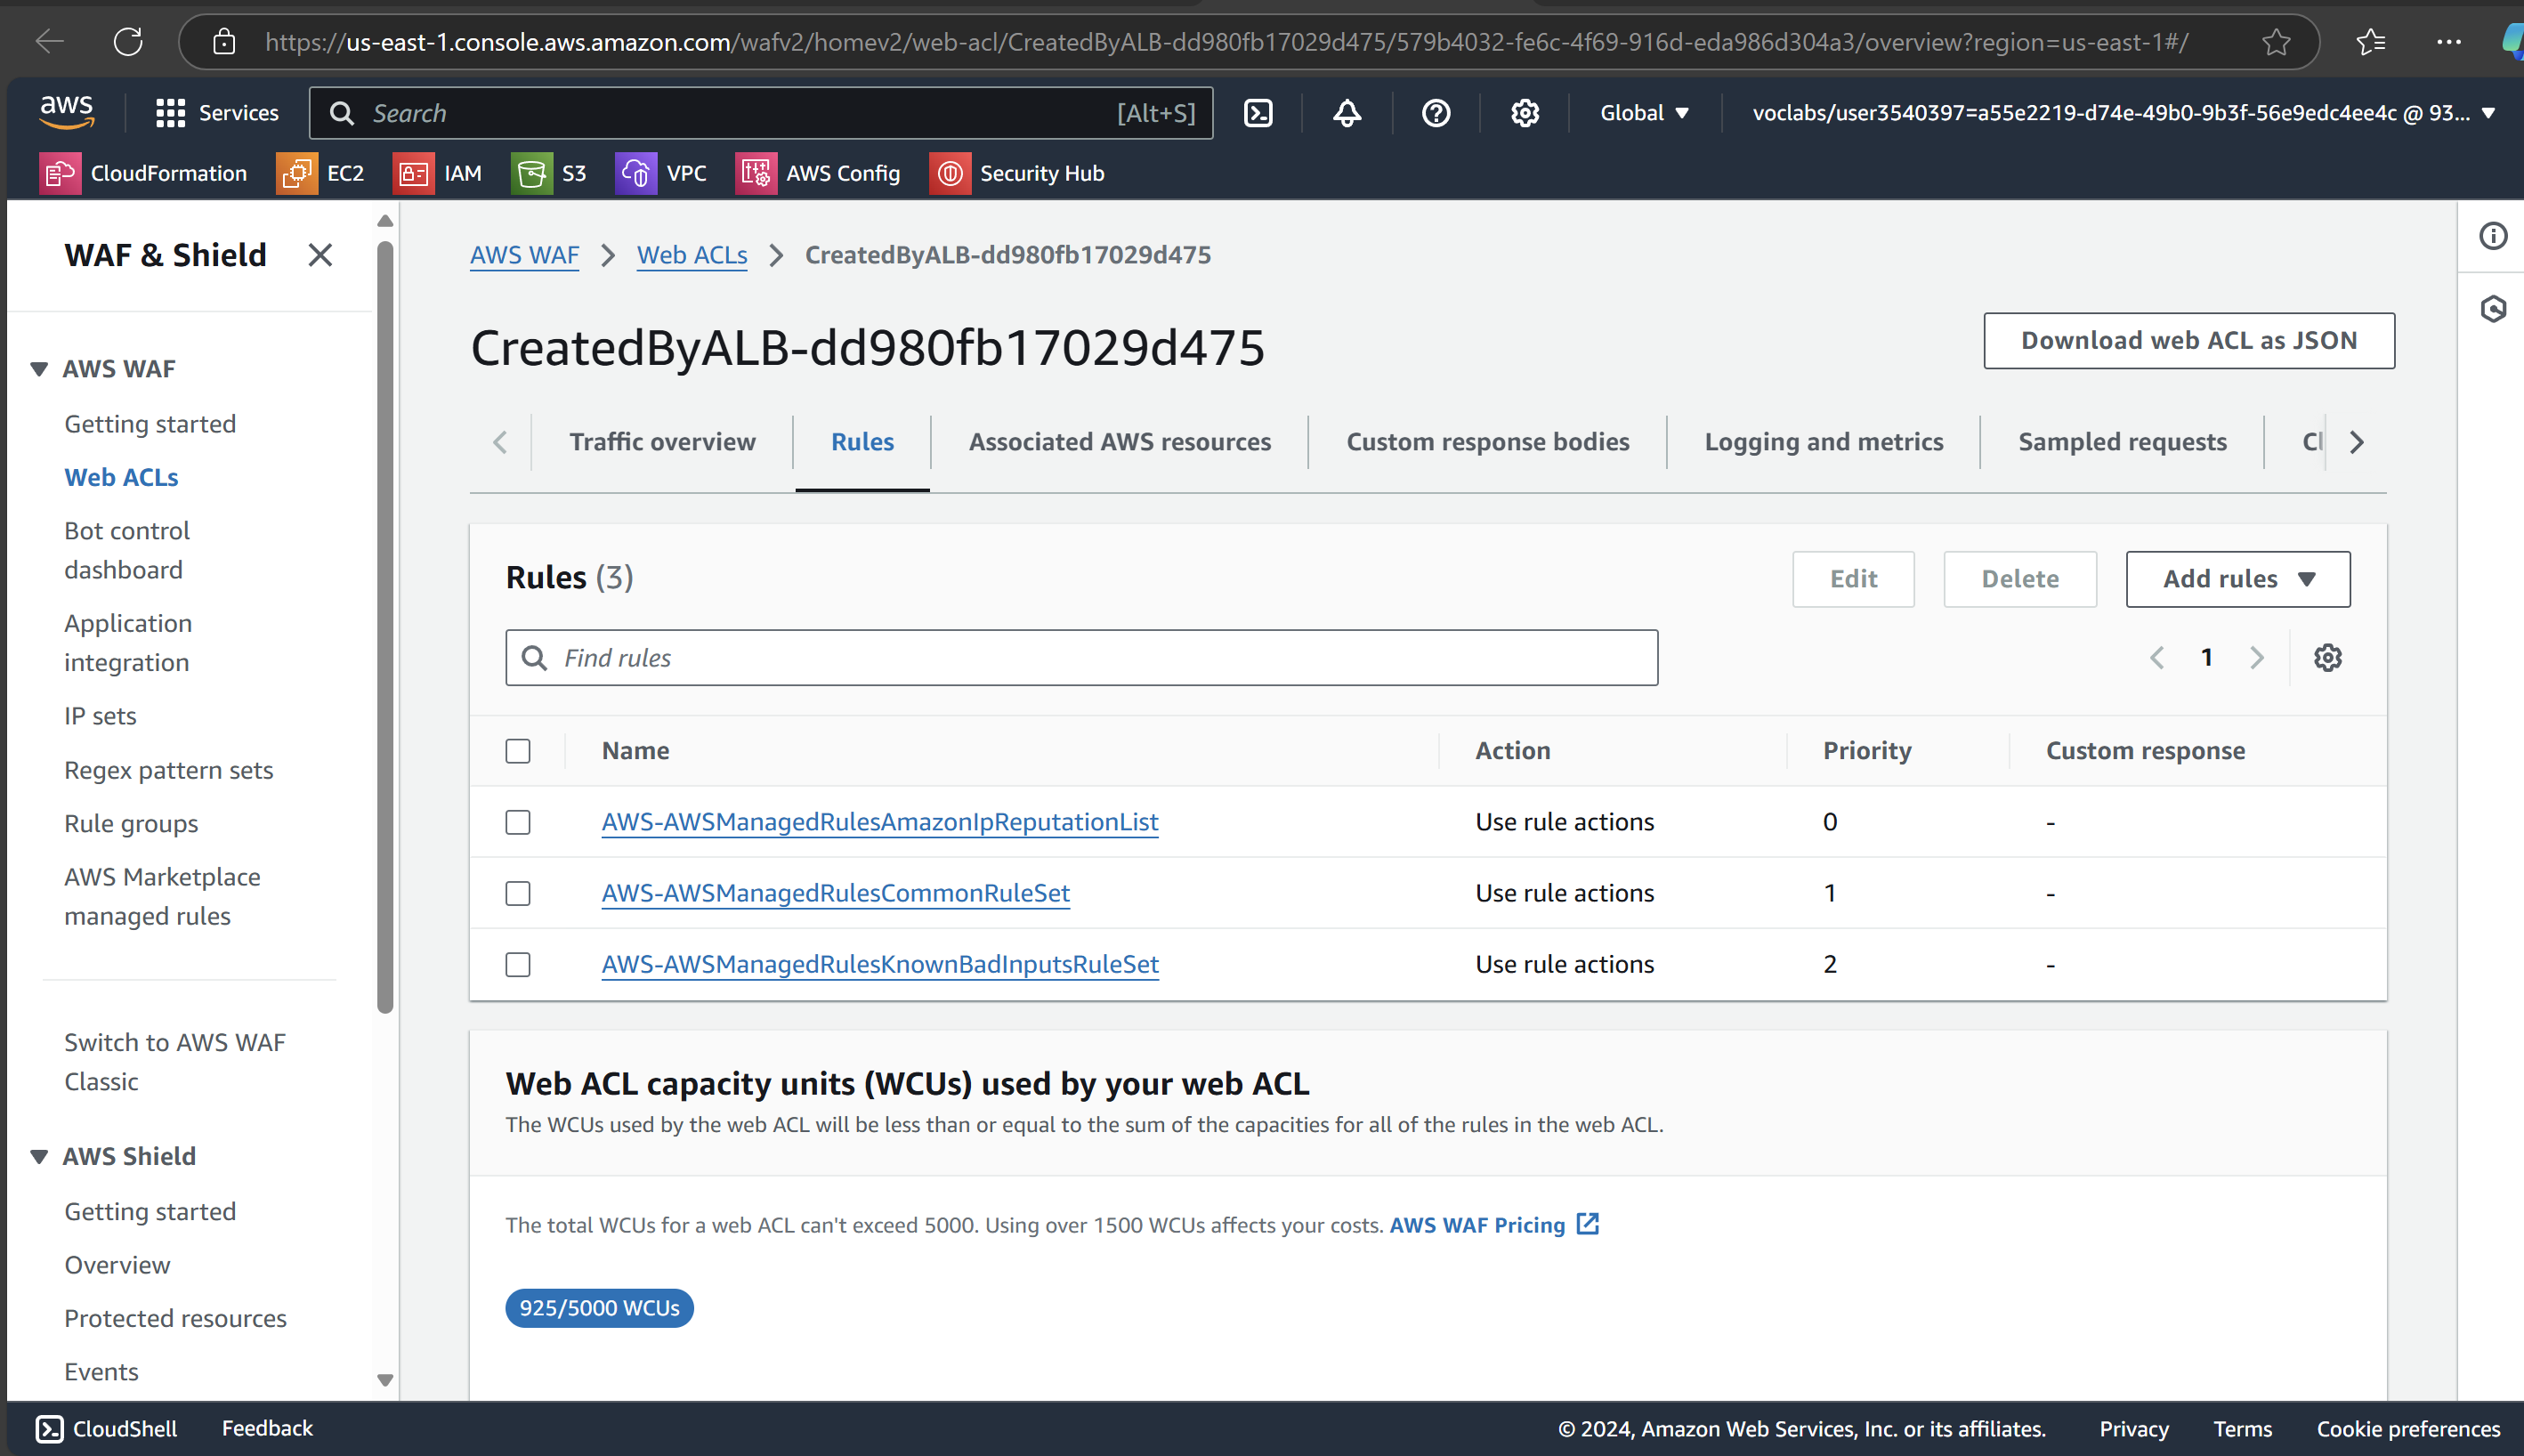 https://us-east-1.console.aws.amazon.com/wafv2/homev2/web-acl/CreatedByALB-dd980fb17029d475/579b4032-fe6c-4f69-916d-eda986d304a3/overview?region=us-east-1#/
aws
Services
Search
[Alt+S]
Global
voclabs/user3540397=a55e2219-d74e-49b0-9b3f-56e9edc4ee4c @ 93...
CloudFormation
EC2
IAM
S3
VPC
AWS Config
Security Hub
WAF & Shield
AWS WAF
Getting started
Web ACLs
Bot control
dashboard
Application
integration
IP sets
Regex pattern sets
Rule groups
AWS Marketplace
managed rules
Switch to AWS WAF
Classic
AWS Shield
Getting started
Overview
Protected resources
Events
AWS WAF
Web ACLs
CreatedByALB-dd980fb17029d475
CreatedByALB-dd980fb17029d475
Download web ACL as JSON
Traffic overview
Rules
Associated AWS resources
Custom response bodies
Logging and metrics
Sampled requests
Cl
Rules (3)
Edit
Delete
Add rules
Find rules
1
Name Action Priority Custom response
AWS-AWSManagedRulesAmazonIpReputationList Use rule actions 0 -
AWS-AWSManagedRulesCommonRuleSet Use rule actions 1 -
AWS-AWSManagedRulesKnownBadInputsRuleSet Use rule actions 2 -
Web ACL capacity units (WCUs) used by your web ACL
The WCUs used by the web ACL will be less than or equal to the sum of the capacities for all of the rules in the web ACL.
The total WCUs for a web ACL can't exceed 5000. Using over 1500 WCUs affects your costs. AWS WAF Pricing
925/5000 WCUs
CloudShell
Feedback
© 2024, Amazon Web Services, Inc. or its affiliates.
Privacy
Terms
Cookie preferences